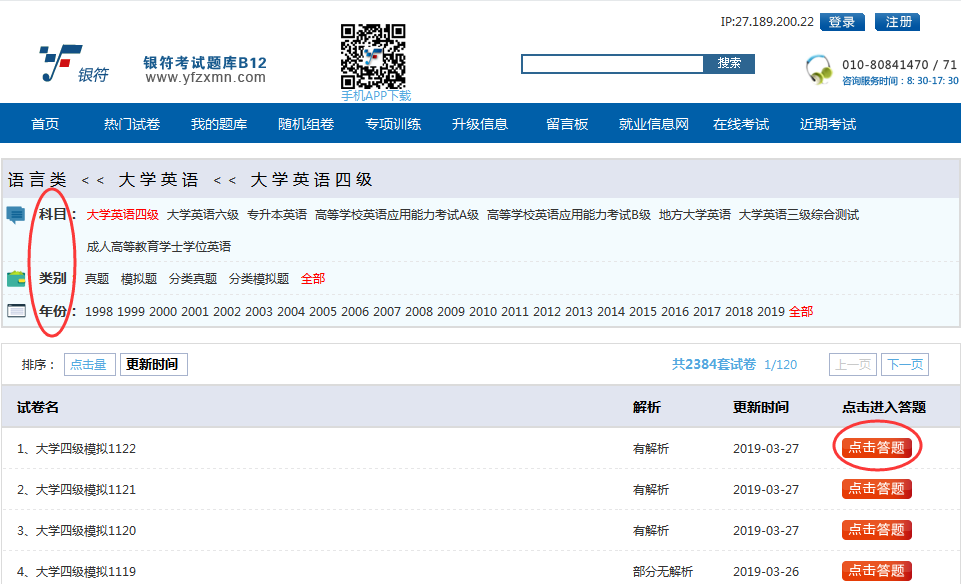 IP:27.189.200.22 登录 注册
银符
银符考试题库B12
www.yfzxmn.com
手机APP下载
搜索
010-80841470 / 71
咨询服务时间：8: 30-17: 30
首页 热门试卷 我的题库 随机组卷 专项训练 升级信息 留言板 就业信息网 在线考试 近期考试
语言类 << 大学英语 << 大学英语四级
科目： 大学英语四级 大学英语六级 专升本英语 高等学校英语应用能力考试A级 高等学校英语应用能力考试B级 地方大学英语 大学英语三级综合测试
成人高等教育学士学位英语
类别： 真题 模拟题 分类真题 分类模拟题 全部
年份： 1998 1999 2000 2001 2002 2003 2004 2005 2006 2007 2008 2009 2010 2011 2012 2013 2014 2015 2016 2017 2018 2019 全部
排序： 点击量 更新时间 共2384套试卷 1/120 上一页 下一页
试卷名 解析 更新时间 点击进入答题
1、大学四级模拟1122 有解析 2019-03-27 点击答题
2、大学四级模拟1121 有解析 2019-03-27 点击答题
3、大学四级模拟1120 有解析 2019-03-27 点击答题
4、大学四级模拟1119 部分无解析 2019-03-26 点击答题